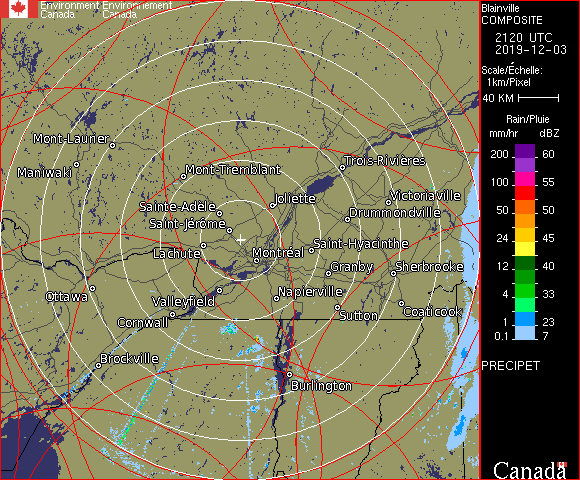 Environment Environnement
Canada Canada
Blainville
COMPOSITE
2120 UTC
2019-12-03
Scale/Échelle:
1km/Pixel
40 KM
Rain/Pluie
mm/hr dBZ
200 60
100 55
50 50
24 45
12 40
4 33
1 23
0.1 7
PRECIPET
Canada
Mont-Laurier
Maniwaki
Mont-Tremblant
Trois-Rivières
Joliette
Victoriaville
Sainte-Adèle
Drummondville
Saint-Jérôme
Saint-Hyacinthe
Lachute
Montréal
Granby
Sherbrooke
Ottawa
Valleyfield
Napierville
Cornwall
Sutton
Coaticook
Brockville
Burlington